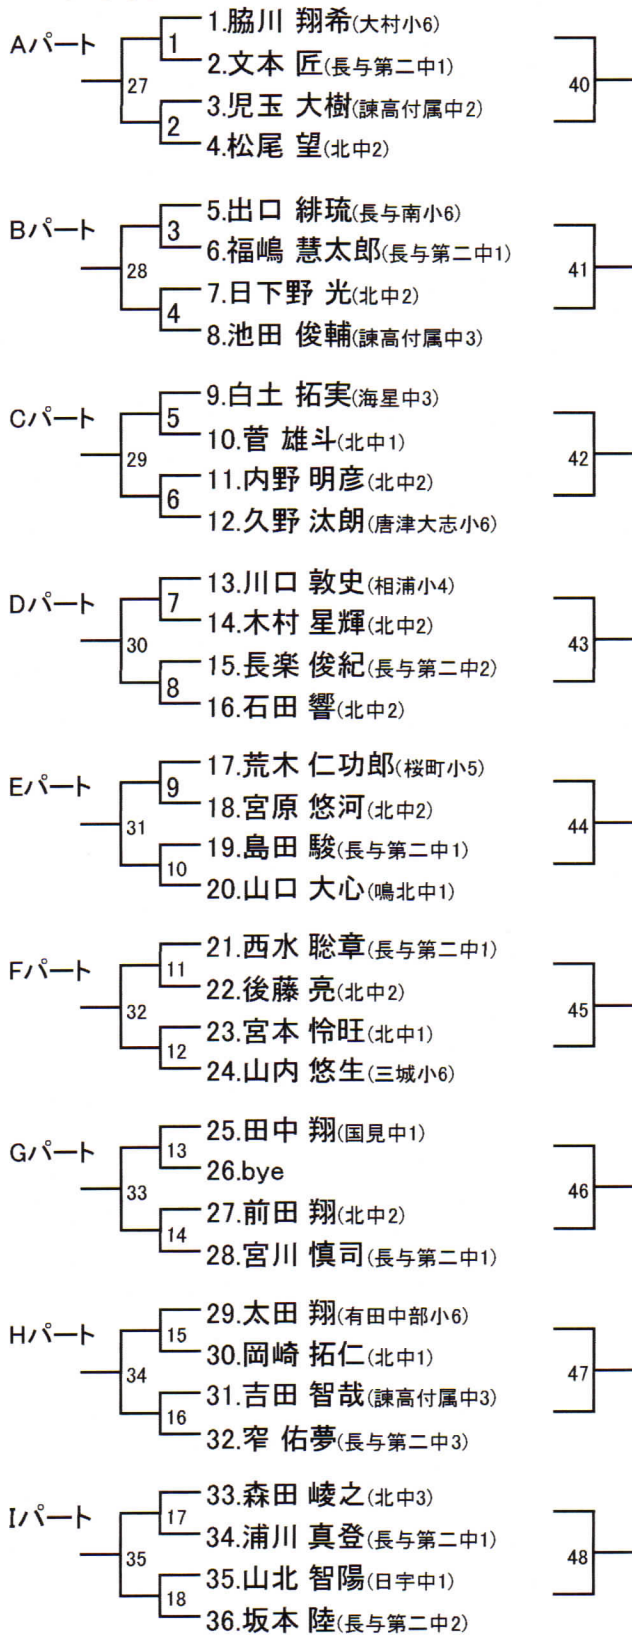 Aパート
1.脇川 翔希(大村小6)
1
2.文本 匠(長与第二中1)
27
40
3.児玉 大樹(諫高付属中2)
2
4.松尾 望(北中2)
Bパート
5.出口 緋琉(長与南小6)
3
6.福嶋 慧太郎(長与第二中1)
28
41
7.日下野 光(北中2)
4
8.池田 俊輔(諫高付属中3)
Cパート
9.白土 拓実(海星中3)
5
10.菅 雄斗(北中1)
29
42
11.内野 明彦(北中2)
6
12.久野 汰朗(唐津大志小6)
Dパート
13.川口 敦史(相浦小4)
7
14.木村 星輝(北中2)
30
43
15.長楽 俊紀(長与第二中2)
8
16.石田 響(北中2)
Eパート
17.荒木 仁功郎(桜町小5)
9
18.宮原 悠河(北中2)
31
44
19.島田 駿(長与第二中1)
10
20.山口 大心(鳴北中1)
Fパート
21.西水 聡章(長与第二中1)
11
22.後藤 亮(北中2)
32
45
23.宮本 怜旺(北中1)
12
24.山内 悠生(三城小6)
Gパート
25.田中 翔(国見中1)
13
26.bye
33
46
27.前田 翔(北中2)
14
28.宮川 慎司(長与第二中1)
Hパート
29.太田 翔(有田中部小6)
15
30.岡崎 拓仁(北中1)
34
47
31.吉田 智哉(諫高付属中3)
16
32.窄 佑夢(長与第二中3)
Iパート
33.森田 崚之(北中3)
17
34.浦川 真登(長与第二中1)
35
48
35.山北 智陽(日宇中1)
18
36.坂本 陸(長与第二中2)